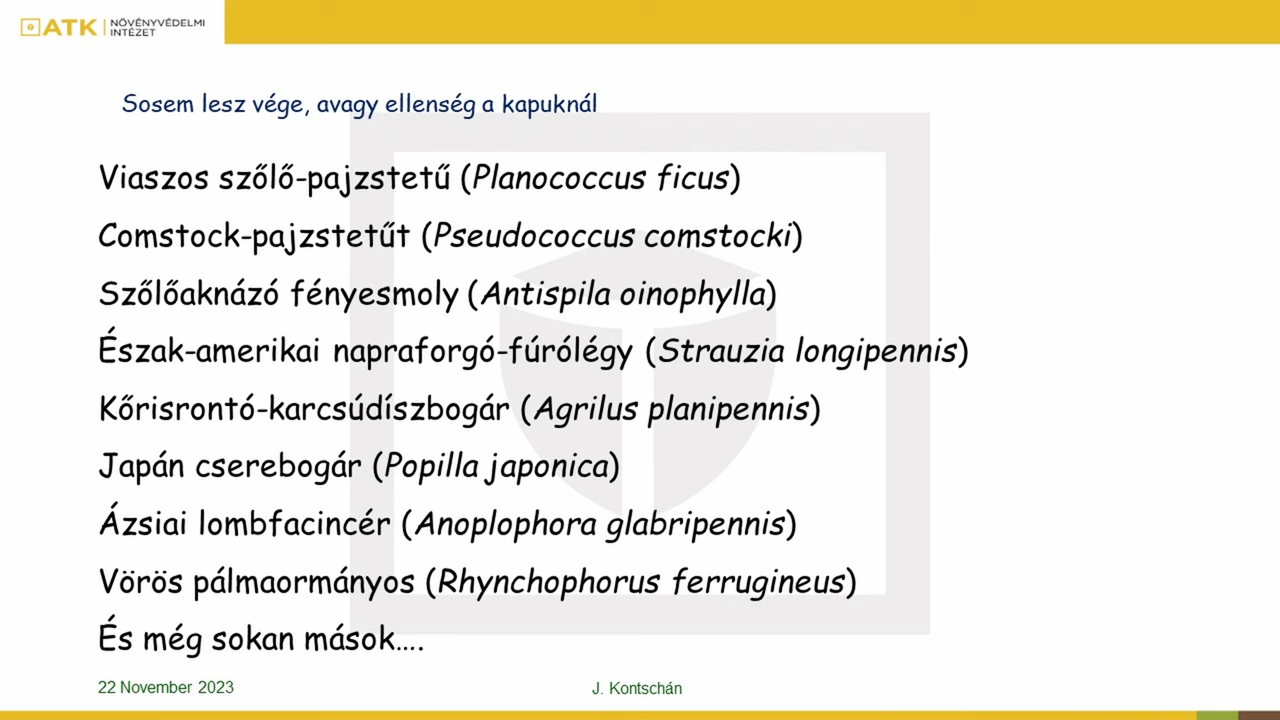 ATK NÖVÉNYVÉDELMI
INTÉZET
Sosem lesz vége, avagy ellenség a kapuknál
Viaszos szőlő-pajzstetű (Planococcus ficus)
Comstock-pajzstetűt (Pseudococcus comstocki)
Szőlőaknázó fényesmoly (Antispila oinophylla)
Észak-amerikai napraforgó-fúrólégy (Strauzia longipennis)
Kőrisrontó-karcsúdíszbogár (Agrilus planipennis)
Japán cserebogár (Popilla japonica)
Ázsiai lombfacincér (Anoplophora glabripennis)
Vörös pálmaormányos (Rhynchophorus ferrugineus)
És még sokan mások....
22 November 2023
J. Kontschán